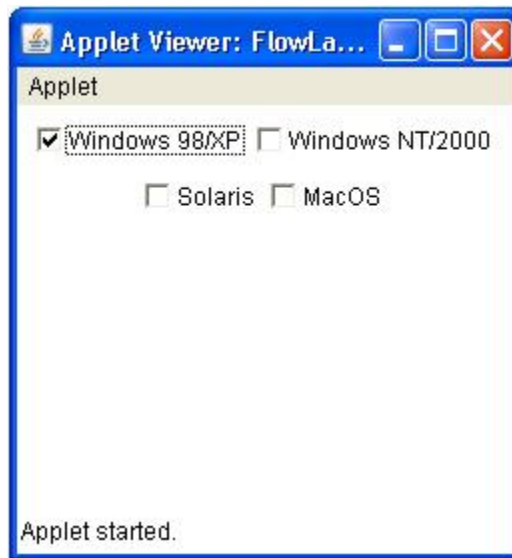 Applet Viewer: FlowLa...
Applet
Windows 98/XP Windows NT/2000
Solaris MacOS
Applet started.